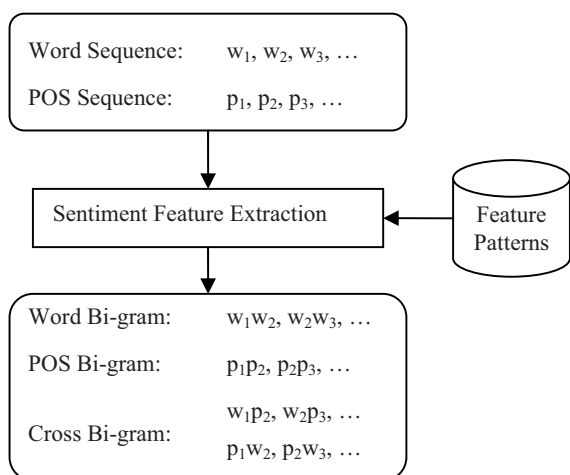 Word Sequence: w₁, w₂, w₃, …
POS Sequence: p₁, p₂, p₃, …
Sentiment Feature Extraction
Feature
Patterns
Word Bi-gram: w₁w₂, w₂w₃, …
POS Bi-gram: p₁p₂, p₂p₃, …
w₁p₂, w₂p₃, …
Cross Bi-gram:
p₁w₂, p₂w₃, …